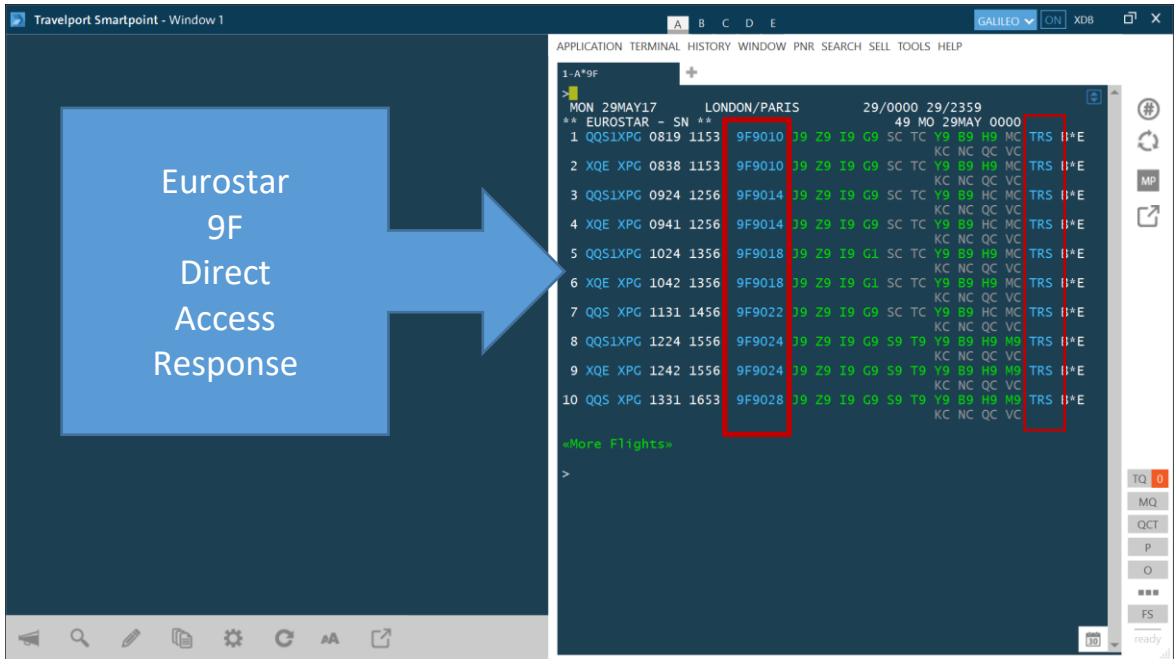 Travelport Smartpoint - Window 1
A B C D E
GALILEO ON XDB
APPLICATION TERMINAL HISTORY WINDOW PNR SEARCH SELL TOOLS HELP
1-A*9F
>
MON 29MAY17 LONDON/PARIS 29/0000 29/2359
** EUROSTAR - SN ** 49 MO 29MAY 0000
1 QQS1XPG 0819 1153 9F9010 J9 Z9 I9 G9 SC TC Y9 B9 H9 MC TRS B*E
KC NC QC VC
2 XQE XPG 0838 1153 9F9010 J9 Z9 I9 G9 SC TC Y9 B9 H9 MC TRS B*E
KC NC QC VC
3 QQS1XPG 0924 1256 9F9014 J9 Z9 I9 G9 SC TC Y9 B9 HC MC TRS B*E
KC NC QC VC
4 XQE XPG 0941 1256 9F9014 J9 Z9 I9 G9 SC TC Y9 B9 HC MC TRS B*E
KC NC QC VC
5 QQS1XPG 1024 1356 9F9018 J9 Z9 I9 G1 SC TC Y9 B9 H9 MC TRS B*E
KC NC QC VC
6 XQE XPG 1042 1356 9F9018 J9 Z9 I9 G1 SC TC Y9 B9 H9 MC TRS B*E
KC NC QC VC
7 QQS XPG 1131 1456 9F9022 J9 Z9 I9 G9 SC TC Y9 B9 HC MC TRS B*E
KC NC QC VC
8 QQS1XPG 1224 1556 9F9024 J9 Z9 I9 G9 S9 T9 Y9 B9 H9 M9 TRS B*E
KC NC QC VC
9 XQE XPG 1242 1556 9F9024 J9 Z9 I9 G9 S9 T9 Y9 B9 H9 M9 TRS B*E
KC NC QC VC
10 QQS XPG 1331 1653 9F9028 J9 Z9 I9 G9 S9 T9 Y9 B9 H9 M9 TRS B*E
KC NC QC VC
«More Flights»
>
Eurostar
9F
Direct
Access
Response
MP
TQ 0
MQ
QCT
P
O
FS
ready
AA
30